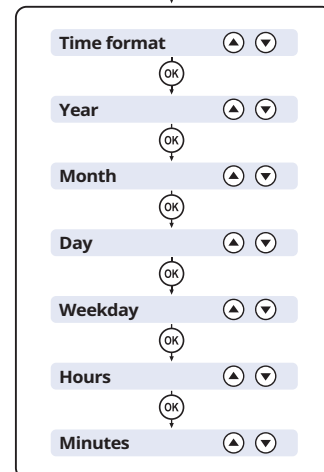 Time format
OK
Year
OK
Month
OK
Day
OK
Weekday
OK
Hours
OK
Minutes